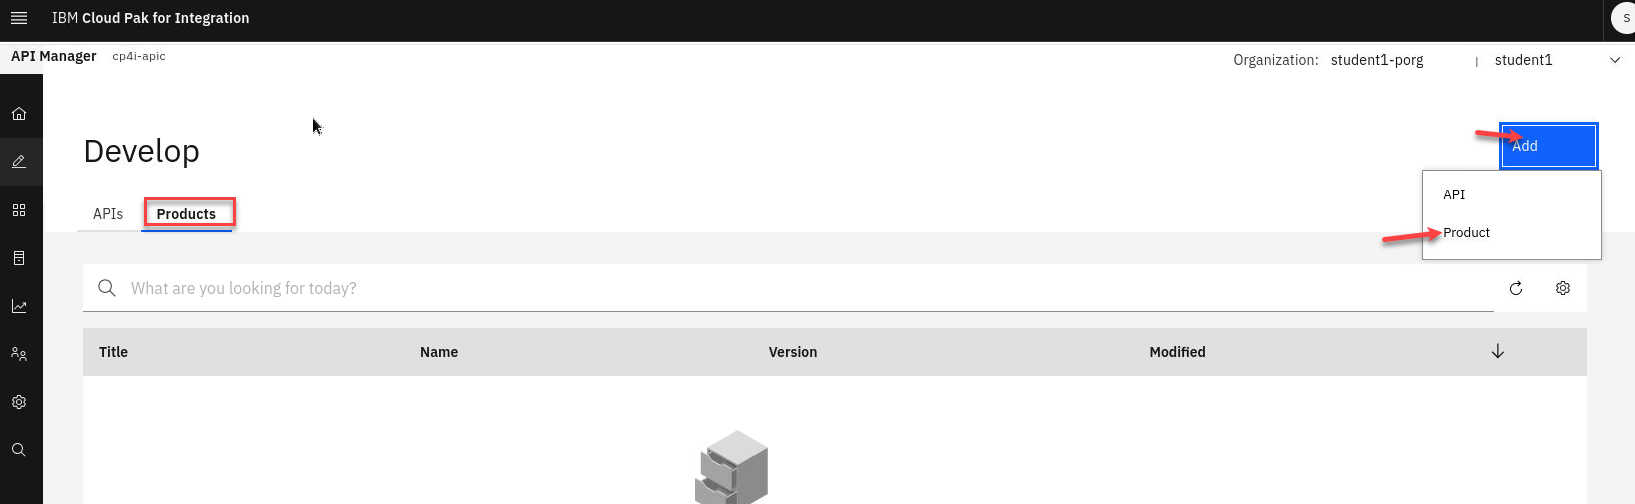 IBM Cloud Pak for Integration
S
API Manager cp4i-apic
Organization: student1-porg | student1
Develop
Add
API
Product
APIs Products
What are you looking for today?
Title Name Version Modified